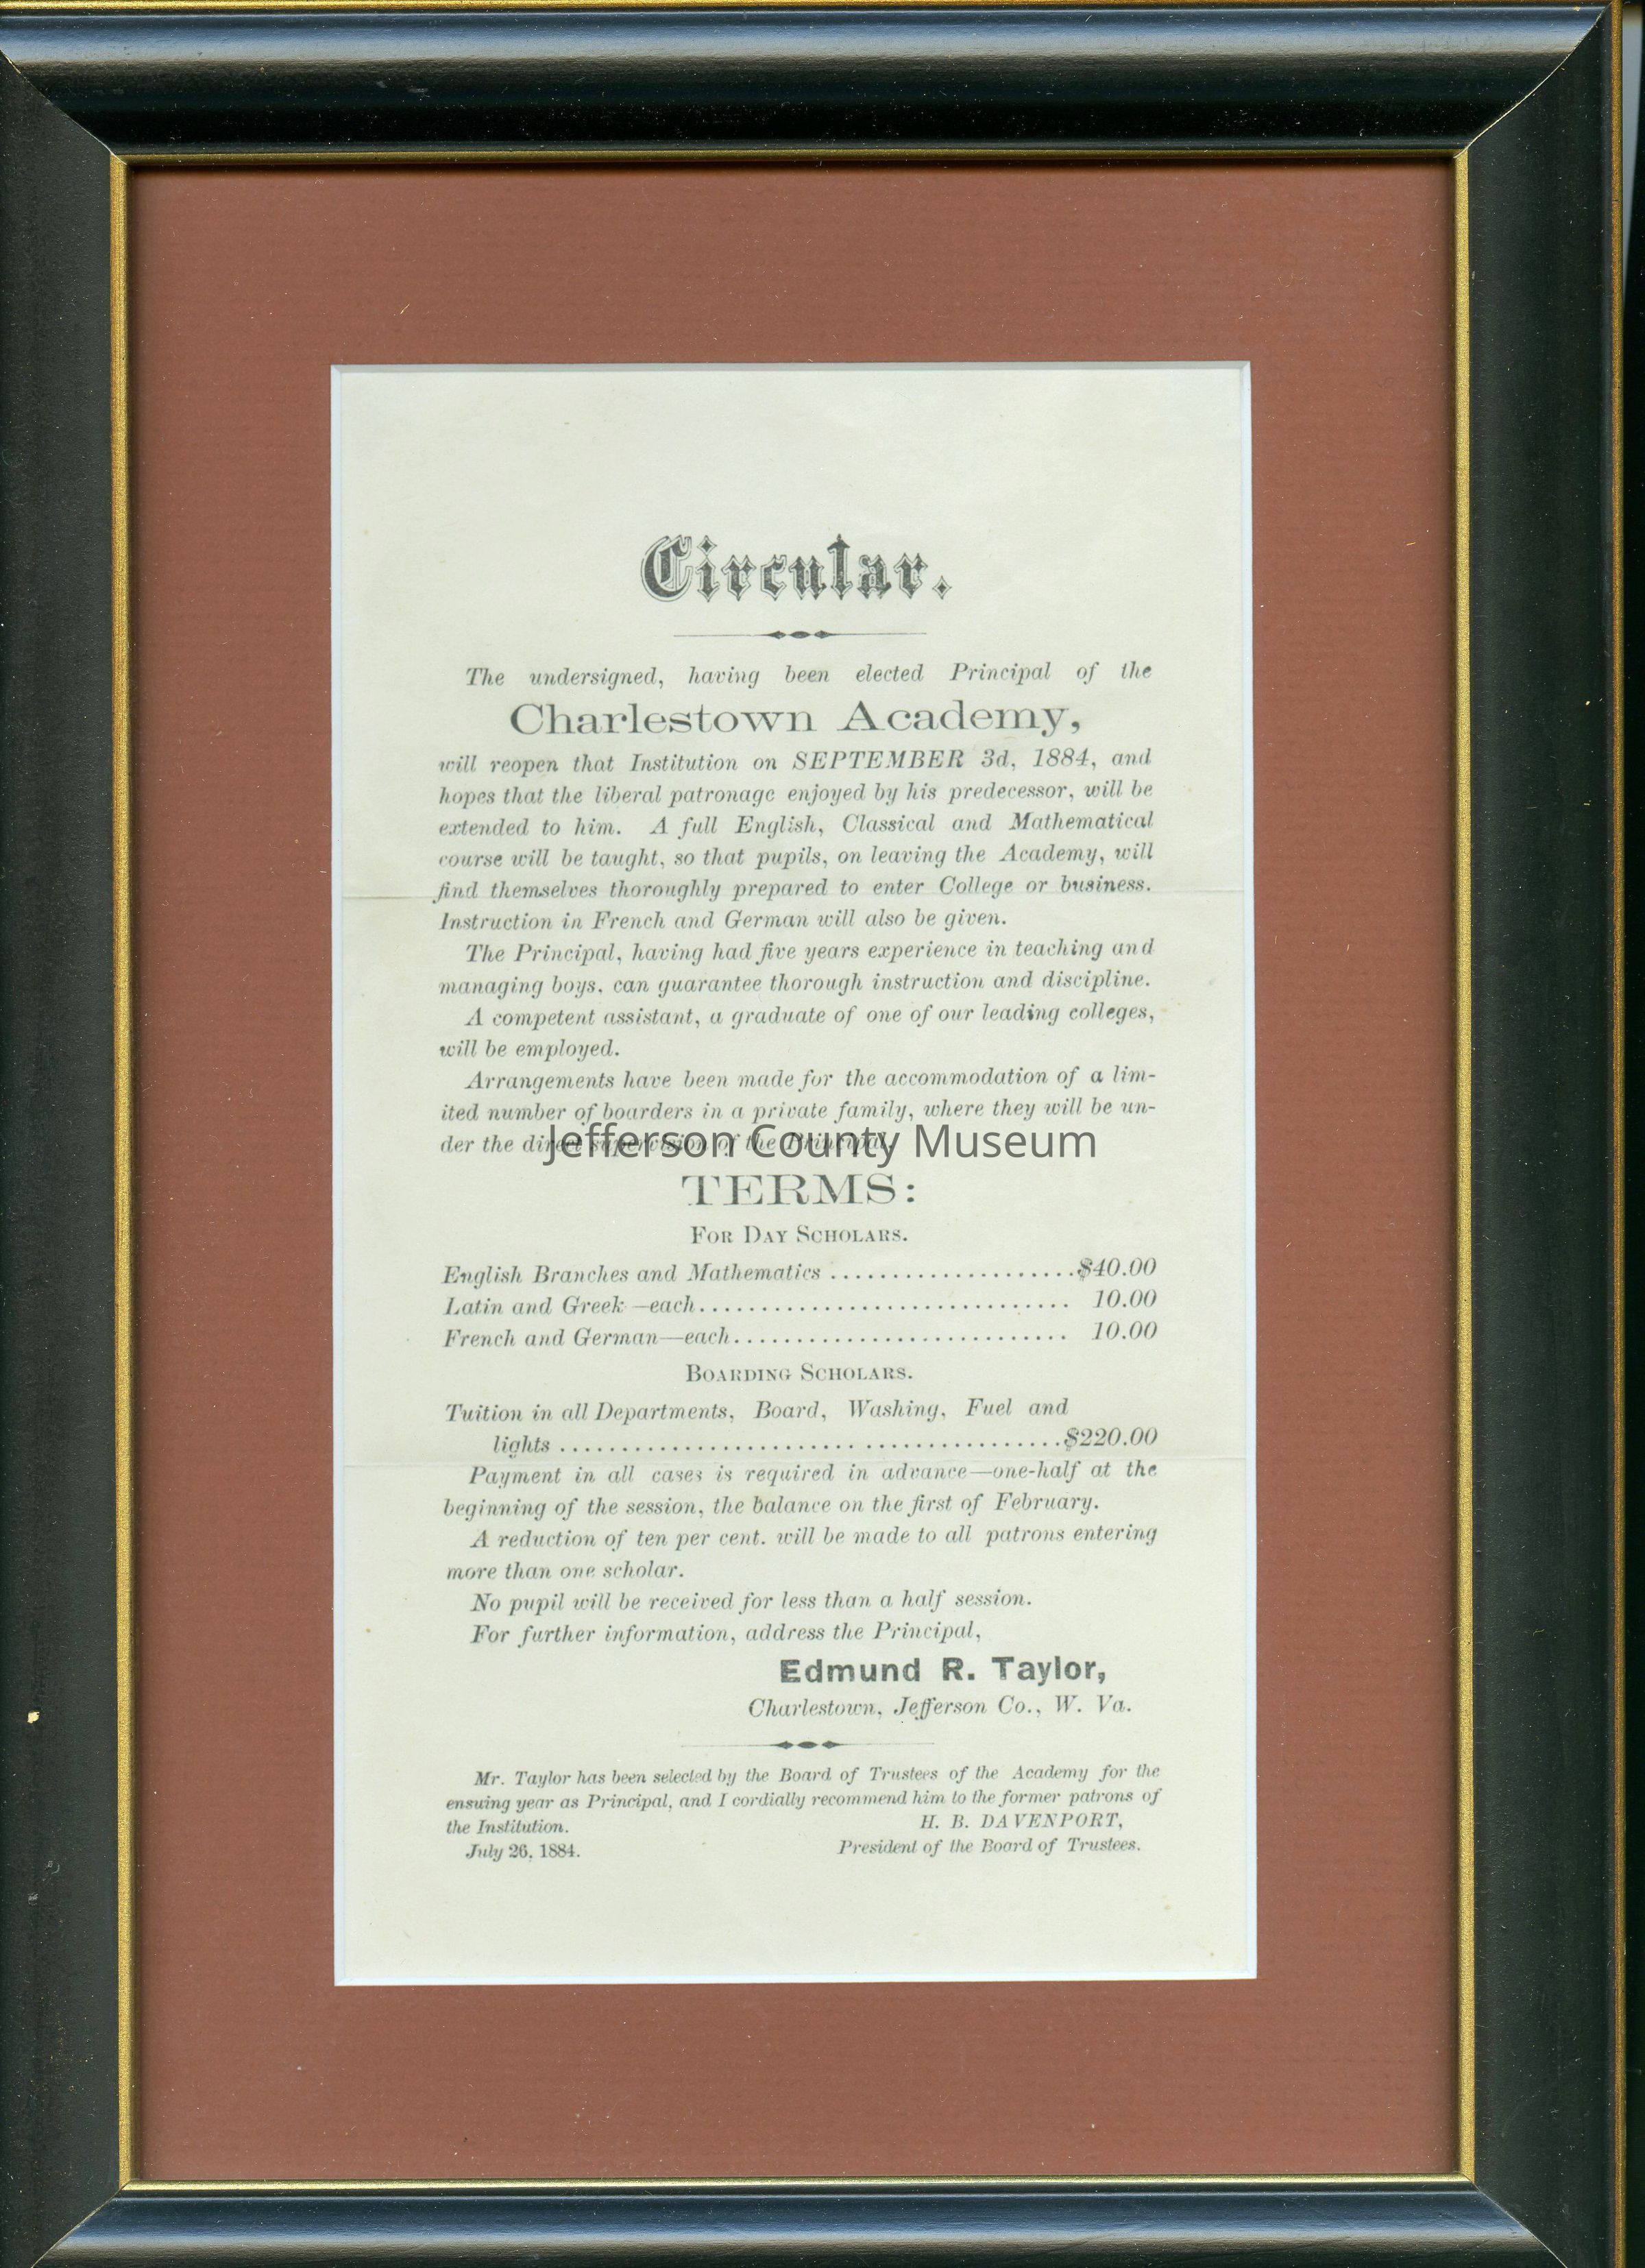 Circular.
The undersigned, having been elected Principal of the
Charlestown Academy,
will reopen that Institution on SEPTEMBER 3d, 1884, and
hopes that the liberal patronage enjoyed by his predecessor, will be
extended to him. A full English, Classical and Mathematical
course will be taught, so that pupils, on leaving the Academy, will
find themselves thoroughly prepared to enter College or business.
Instruction in French and German will also be given.
The Principal, having had five years experience in teaching and
managing boys, can guarantee thorough instruction and discipline.
A competent assistant, a graduate of one of our leading colleges,
will be employed.
Arrangements have been made for the accommodation of a lim-
ited number of boarders in a private family, where they will be un-
der the direct supervision of the Principal.
Jefferson County Museum
TERMS:
FOR DAY SCHOLARS.
English Branches and Mathematics ....................$40.00
Latin and Greek—each.............................. 10.00
French and German—each........................... 10.00
BOARDING SCHOLARS.
Tuition in all Departments, Board, Washing, Fuel and
lights ........................................$220.00
Payment in all cases is required in advance—one-half at the
beginning of the session, the balance on the first of February.
A reduction of ten per cent. will be made to all patrons entering
more than one scholar.
No pupil will be received for less than a half session.
For further information, address the Principal,
Edmund R. Taylor,
Charlestown, Jefferson Co., W. Va.
Mr. Taylor has been selected by the Board of Trustees of the Academy for the
ensuing year as Principal, and I cordially recommend him to the former patrons of
the Institution. H. B. DAVENPORT,
July 26, 1884. President of the Board of Trustees.